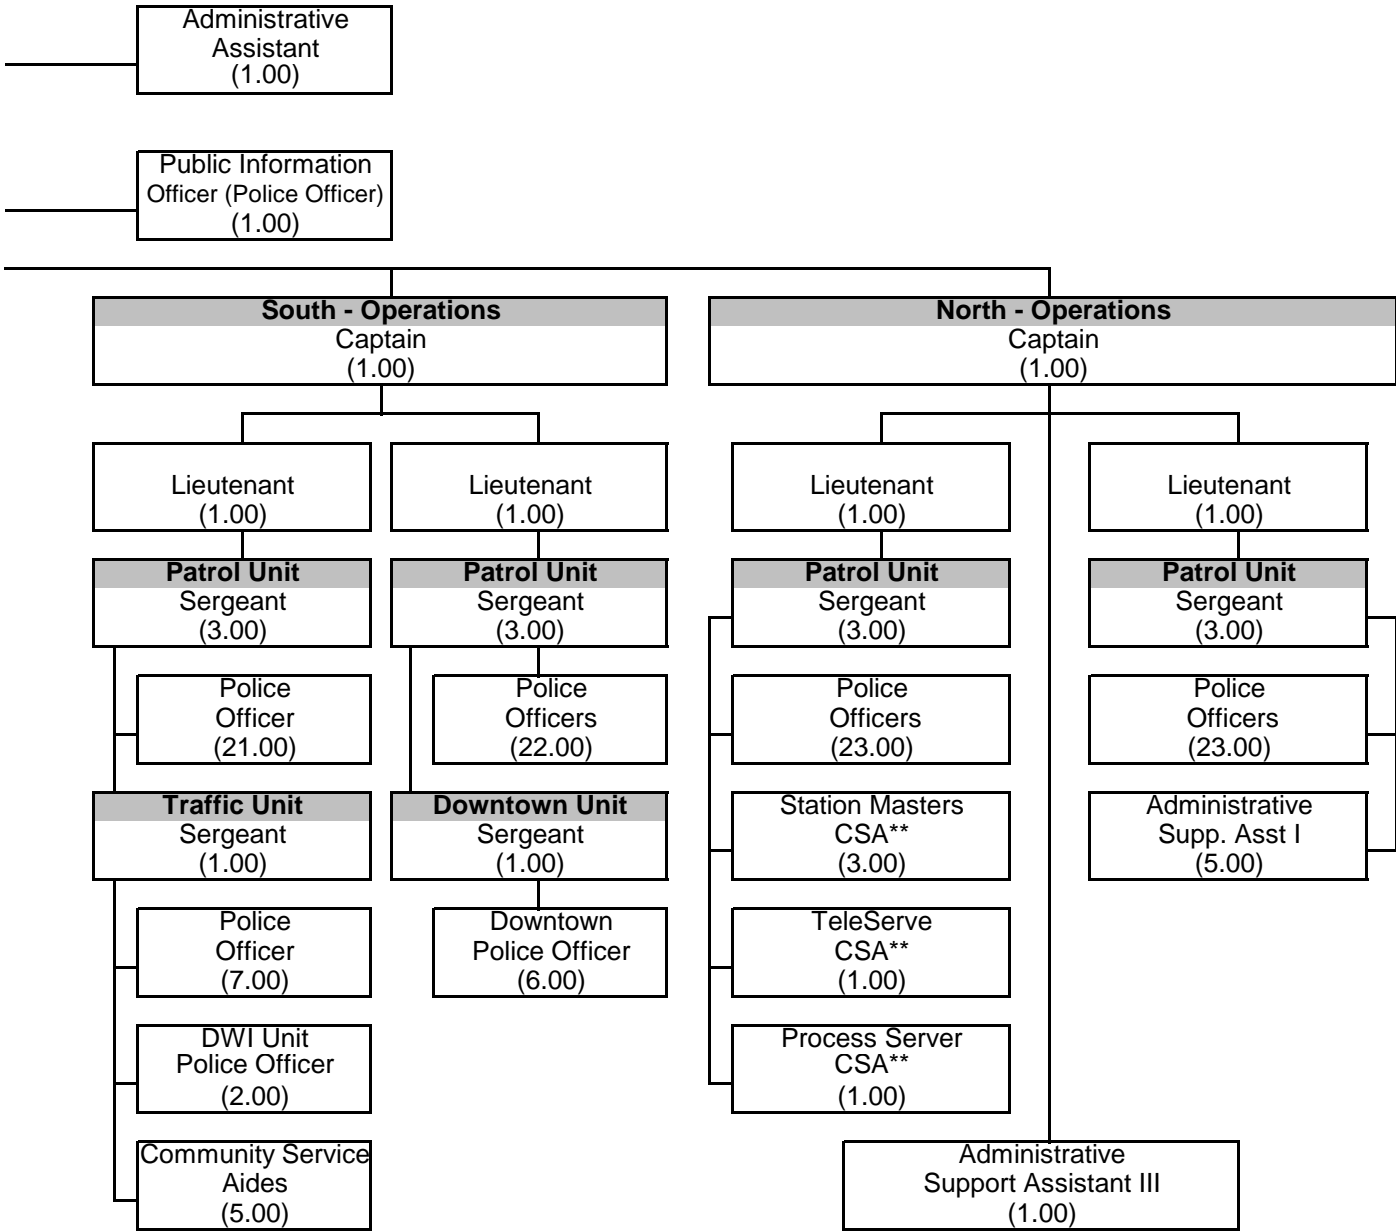 Administrative
Assistant
(1.00)
Public Information
Officer (Police Officer)
(1.00)
South - Operations
Captain
(1.00)
North - Operations
Captain
(1.00)
Lieutenant
(1.00)
Lieutenant
(1.00)
Lieutenant
(1.00)
Lieutenant
(1.00)
Patrol Unit
Sergeant
(3.00)
Patrol Unit
Sergeant
(3.00)
Patrol Unit
Sergeant
(3.00)
Patrol Unit
Sergeant
(3.00)
Police
Officer
(21.00)
Police
Officers
(22.00)
Police
Officers
(23.00)
Police
Officers
(23.00)
Traffic Unit
Sergeant
(1.00)
Downtown Unit
Sergeant
(1.00)
Station Masters
CSA**
(3.00)
Administrative
Supp. Asst I
(5.00)
Police
Officer
(7.00)
Downtown
Police Officer
(6.00)
TeleServe
CSA**
(1.00)
DWI Unit
Police Officer
(2.00)
Process Server
CSA**
(1.00)
Community Service
Aides
(5.00)
Administrative
Support Assistant III
(1.00)